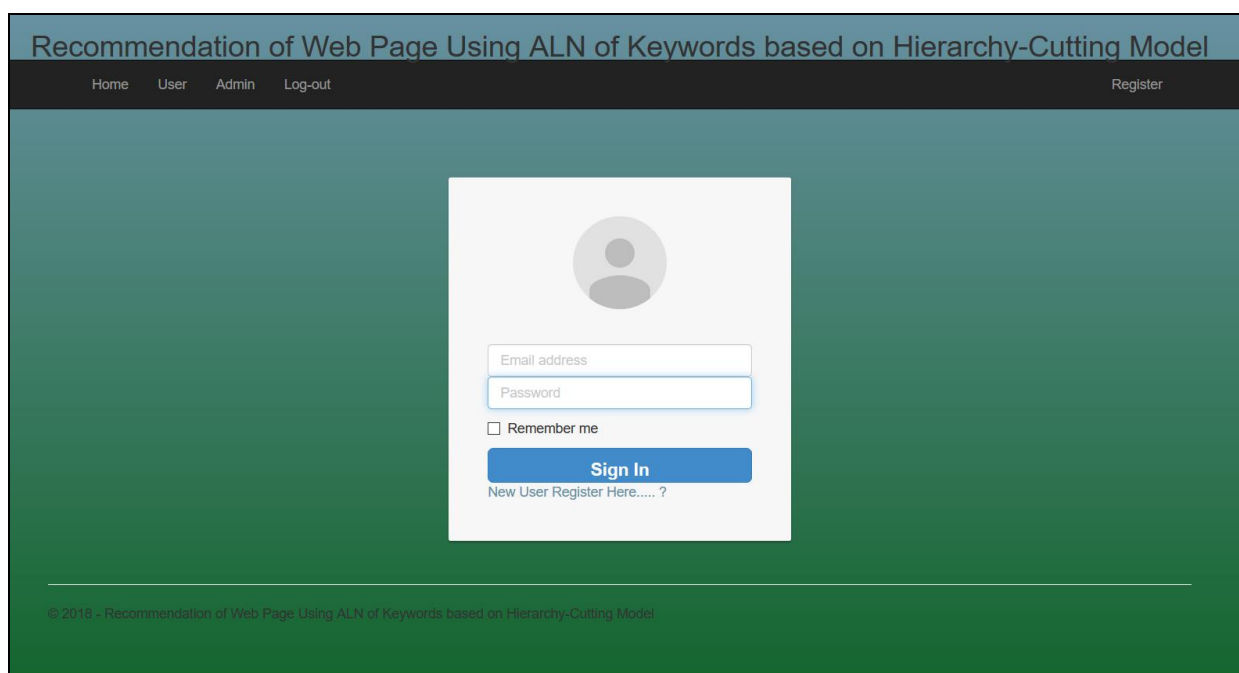 Recommendation of Web Page Using ALN of Keywords based on Hierarchy-Cutting Model
Home User Admin Log-out Register
Email address
Password
Remember me
Sign In
New User Register Here..... ?
© 2018 - Recommendation of Web Page Using ALN of Keywords based on Hierarchy-Cutting Model